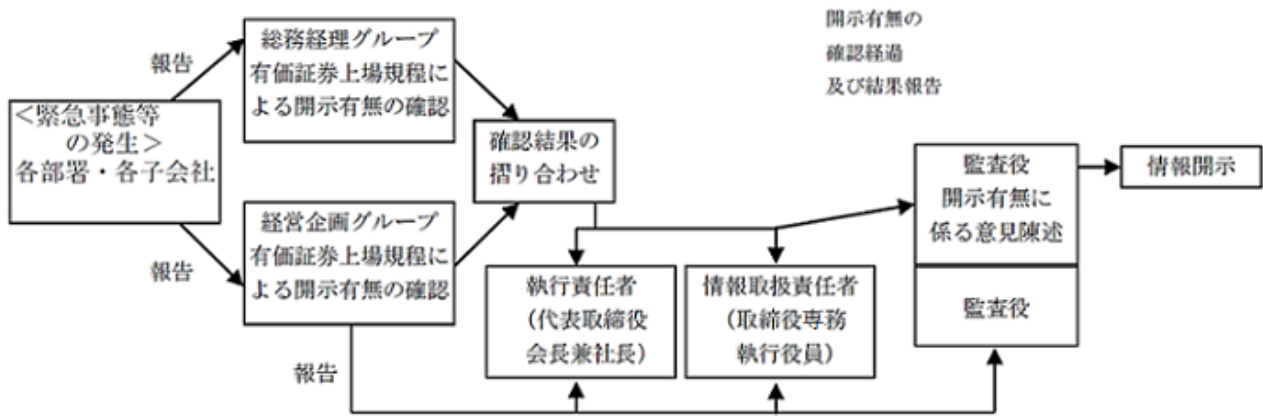 開示有無の
確認経過
及び結果報告
報告
総務経理グループ
有価証券上場規程に
よる開示有無の確認
<緊急事態等
の発生>
各部署・各子会社
確認結果の
摺り合わせ
監査役
開示有無に
係る意見陳述
情報開示
報告
経営企画グループ
有価証券上場規程に
よる開示有無の確認
執行責任者
(代表取締役
会長兼社長)
情報取扱責任者
(取締役専務
執行役員)
監査役
報告